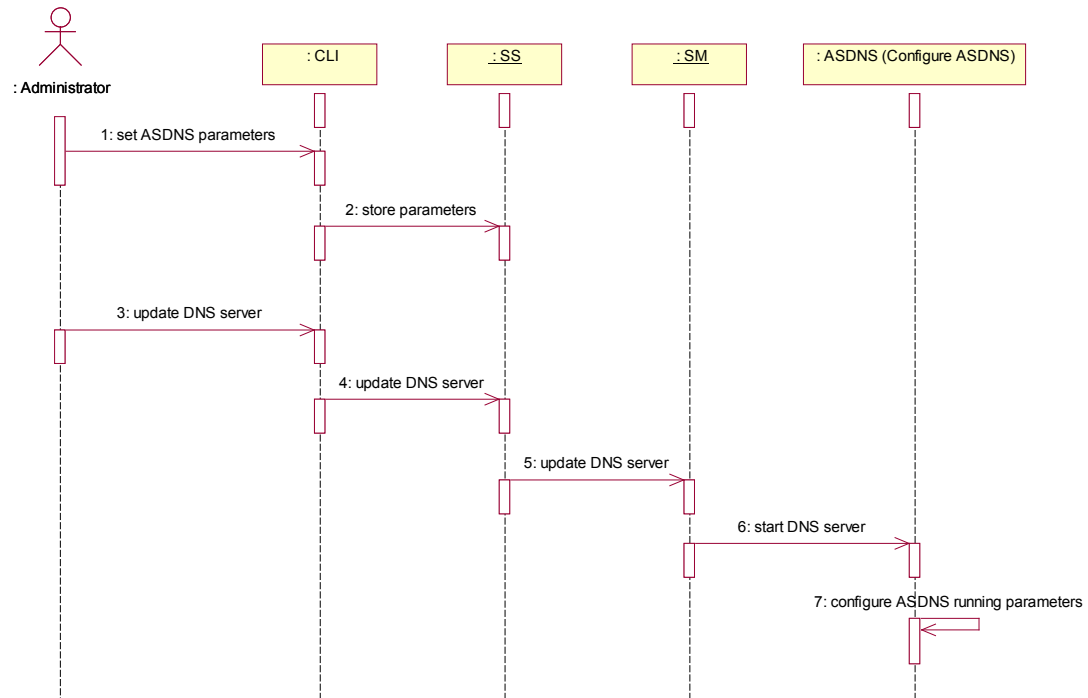 : Administrator
: CLI
: SS
: SM
: ASDNS (Configure ASDNS)
1: set ASDNS parameters
2: store parameters
3: update DNS server
4: update DNS server
5: update DNS server
6: start DNS server
7: configure ASDNS running parameters